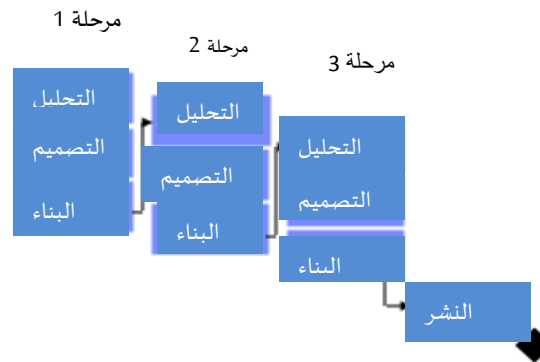 مرحلة 1
التحليل
التصميم
البناء
مرحلة 2
التحليل
التصميم
البناء
مرحلة 3
التحليل
التصميم
البناء
النشر